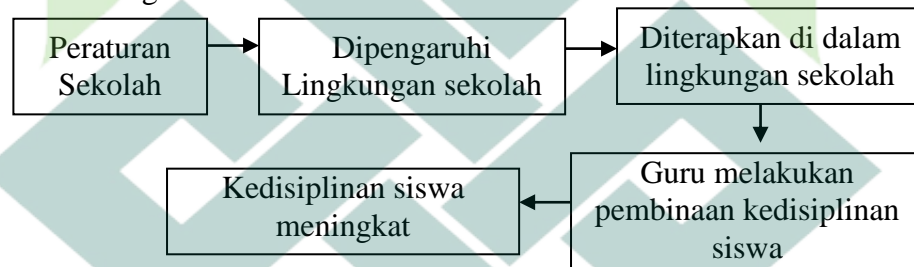 Peraturan
Sekolah
Dipengaruhi
Lingkungan sekolah
Diterapkan di dalam
lingkungan sekolah
Guru melakukan
pembinaan kedisiplinan
siswa
Kedisiplinan siswa
meningkat